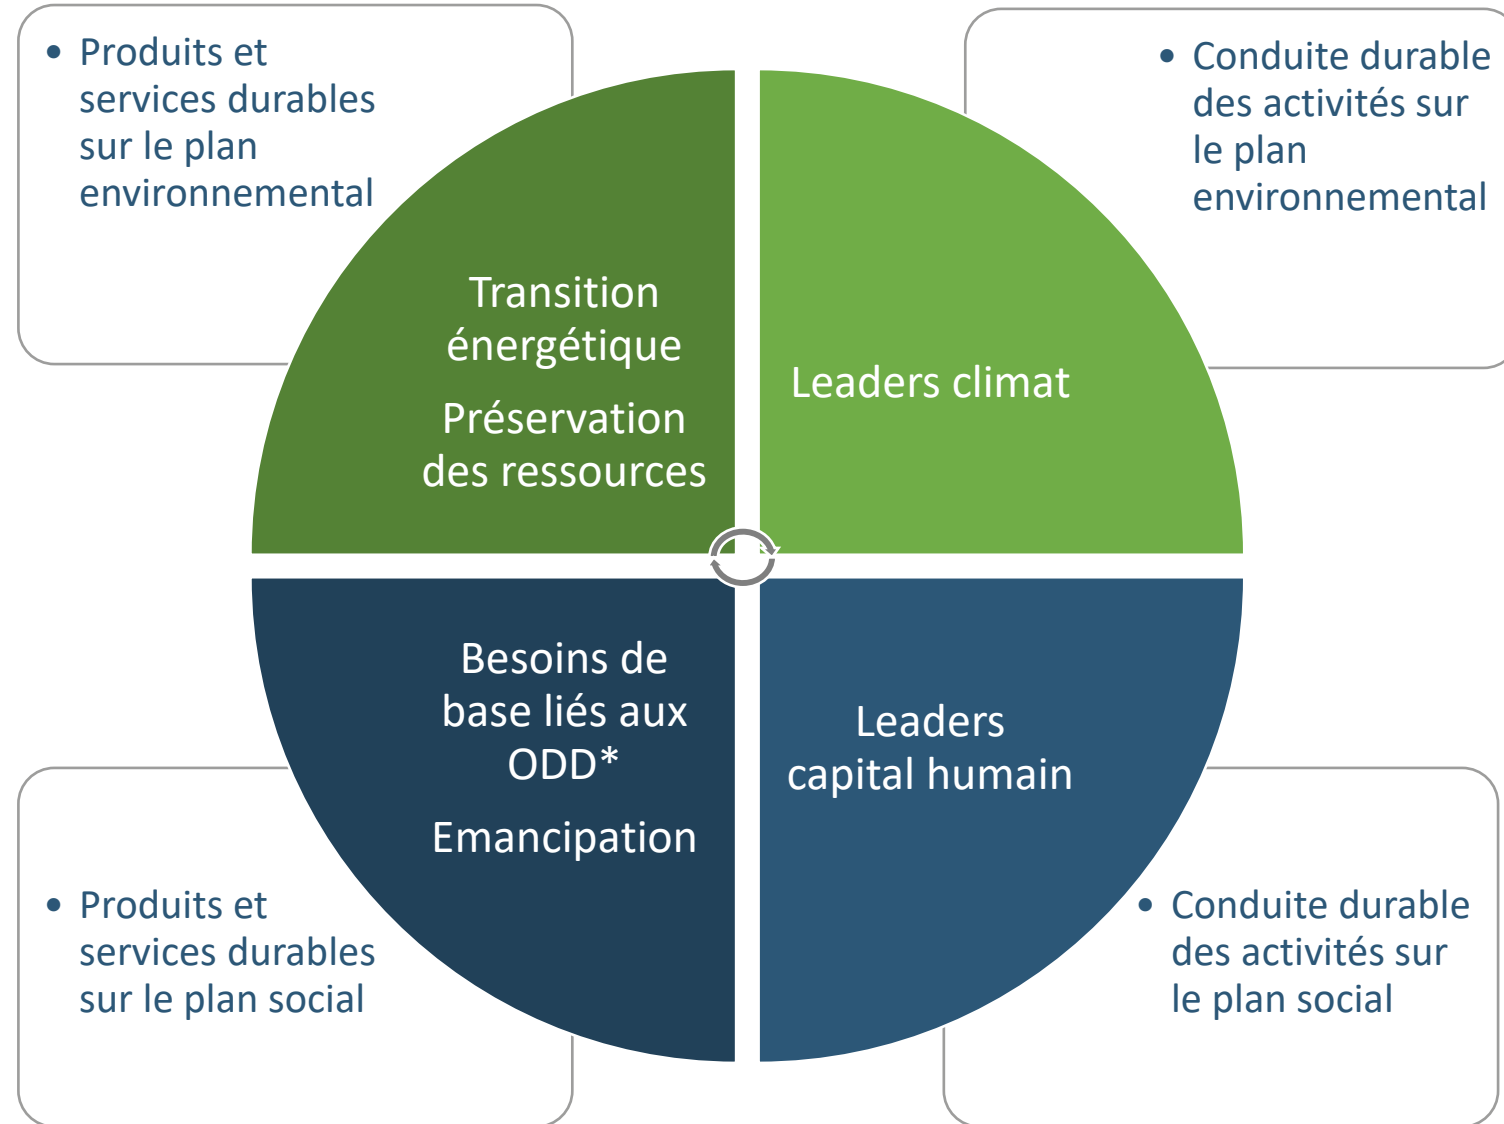 • Produits et
services durables
sur le plan
environnemental
• Conduite durable
des activités sur
le plan
environnemental
Transition
énergétique
Préservation
des ressources
Leaders climat
Besoins de
base liés aux
ODD*
Emancipation
Leaders
capital humain
• Produits et
services durables
sur le plan social
• Conduite durable
des activités sur
le plan social